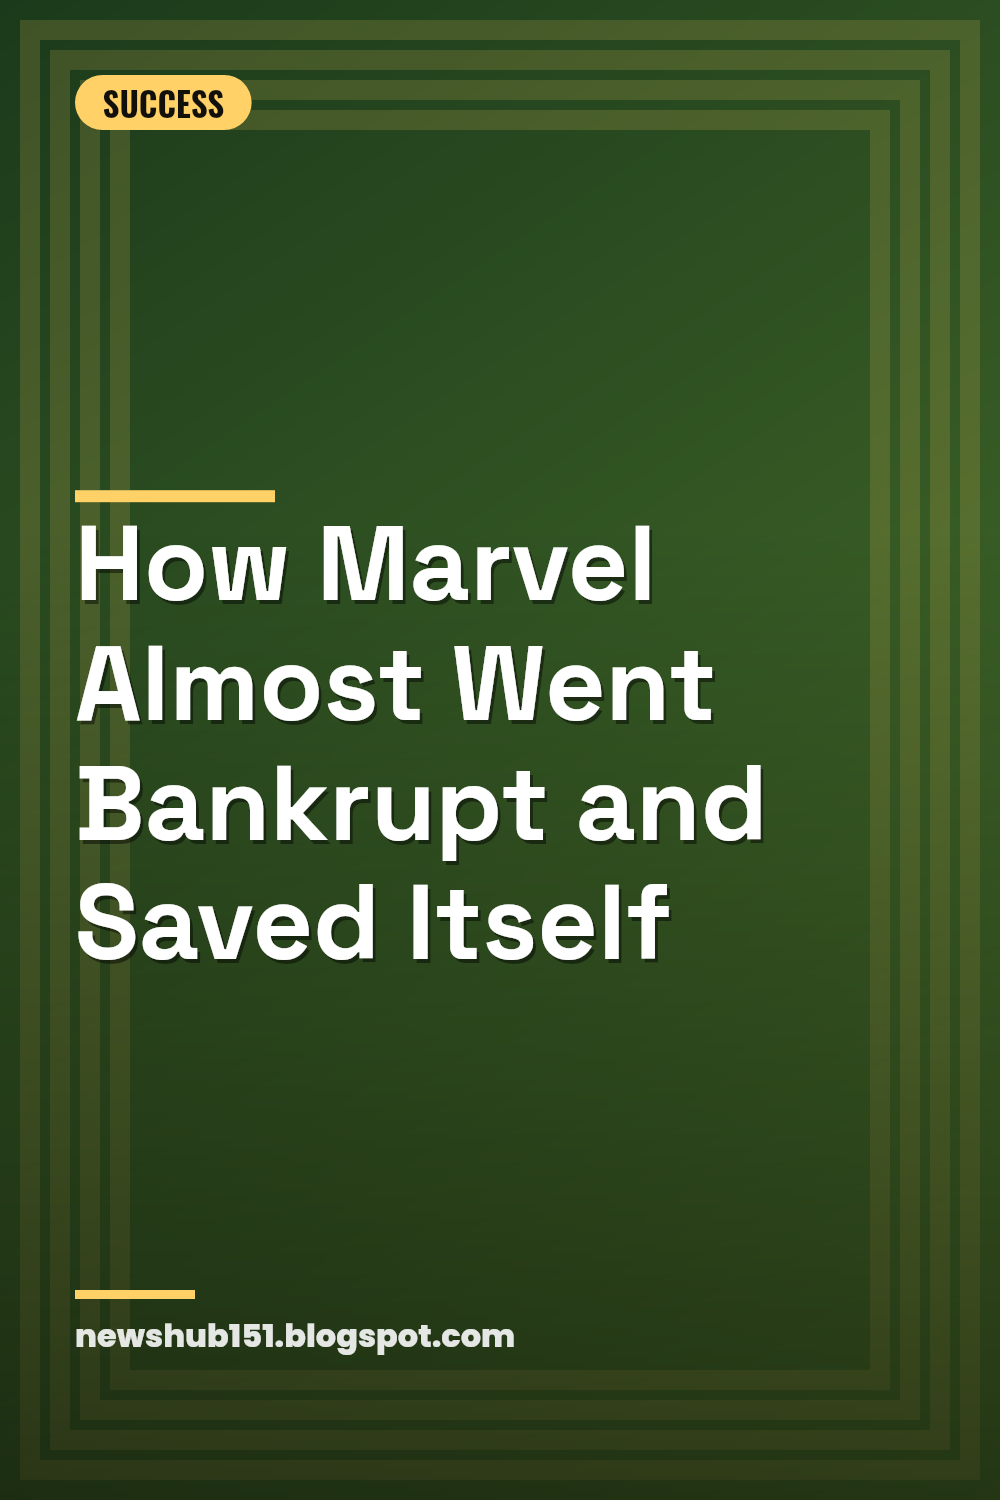 SUCCESS
How Marvel
Almost Went
Bankrupt and
Saved Itself
newshub151.blogspot.com